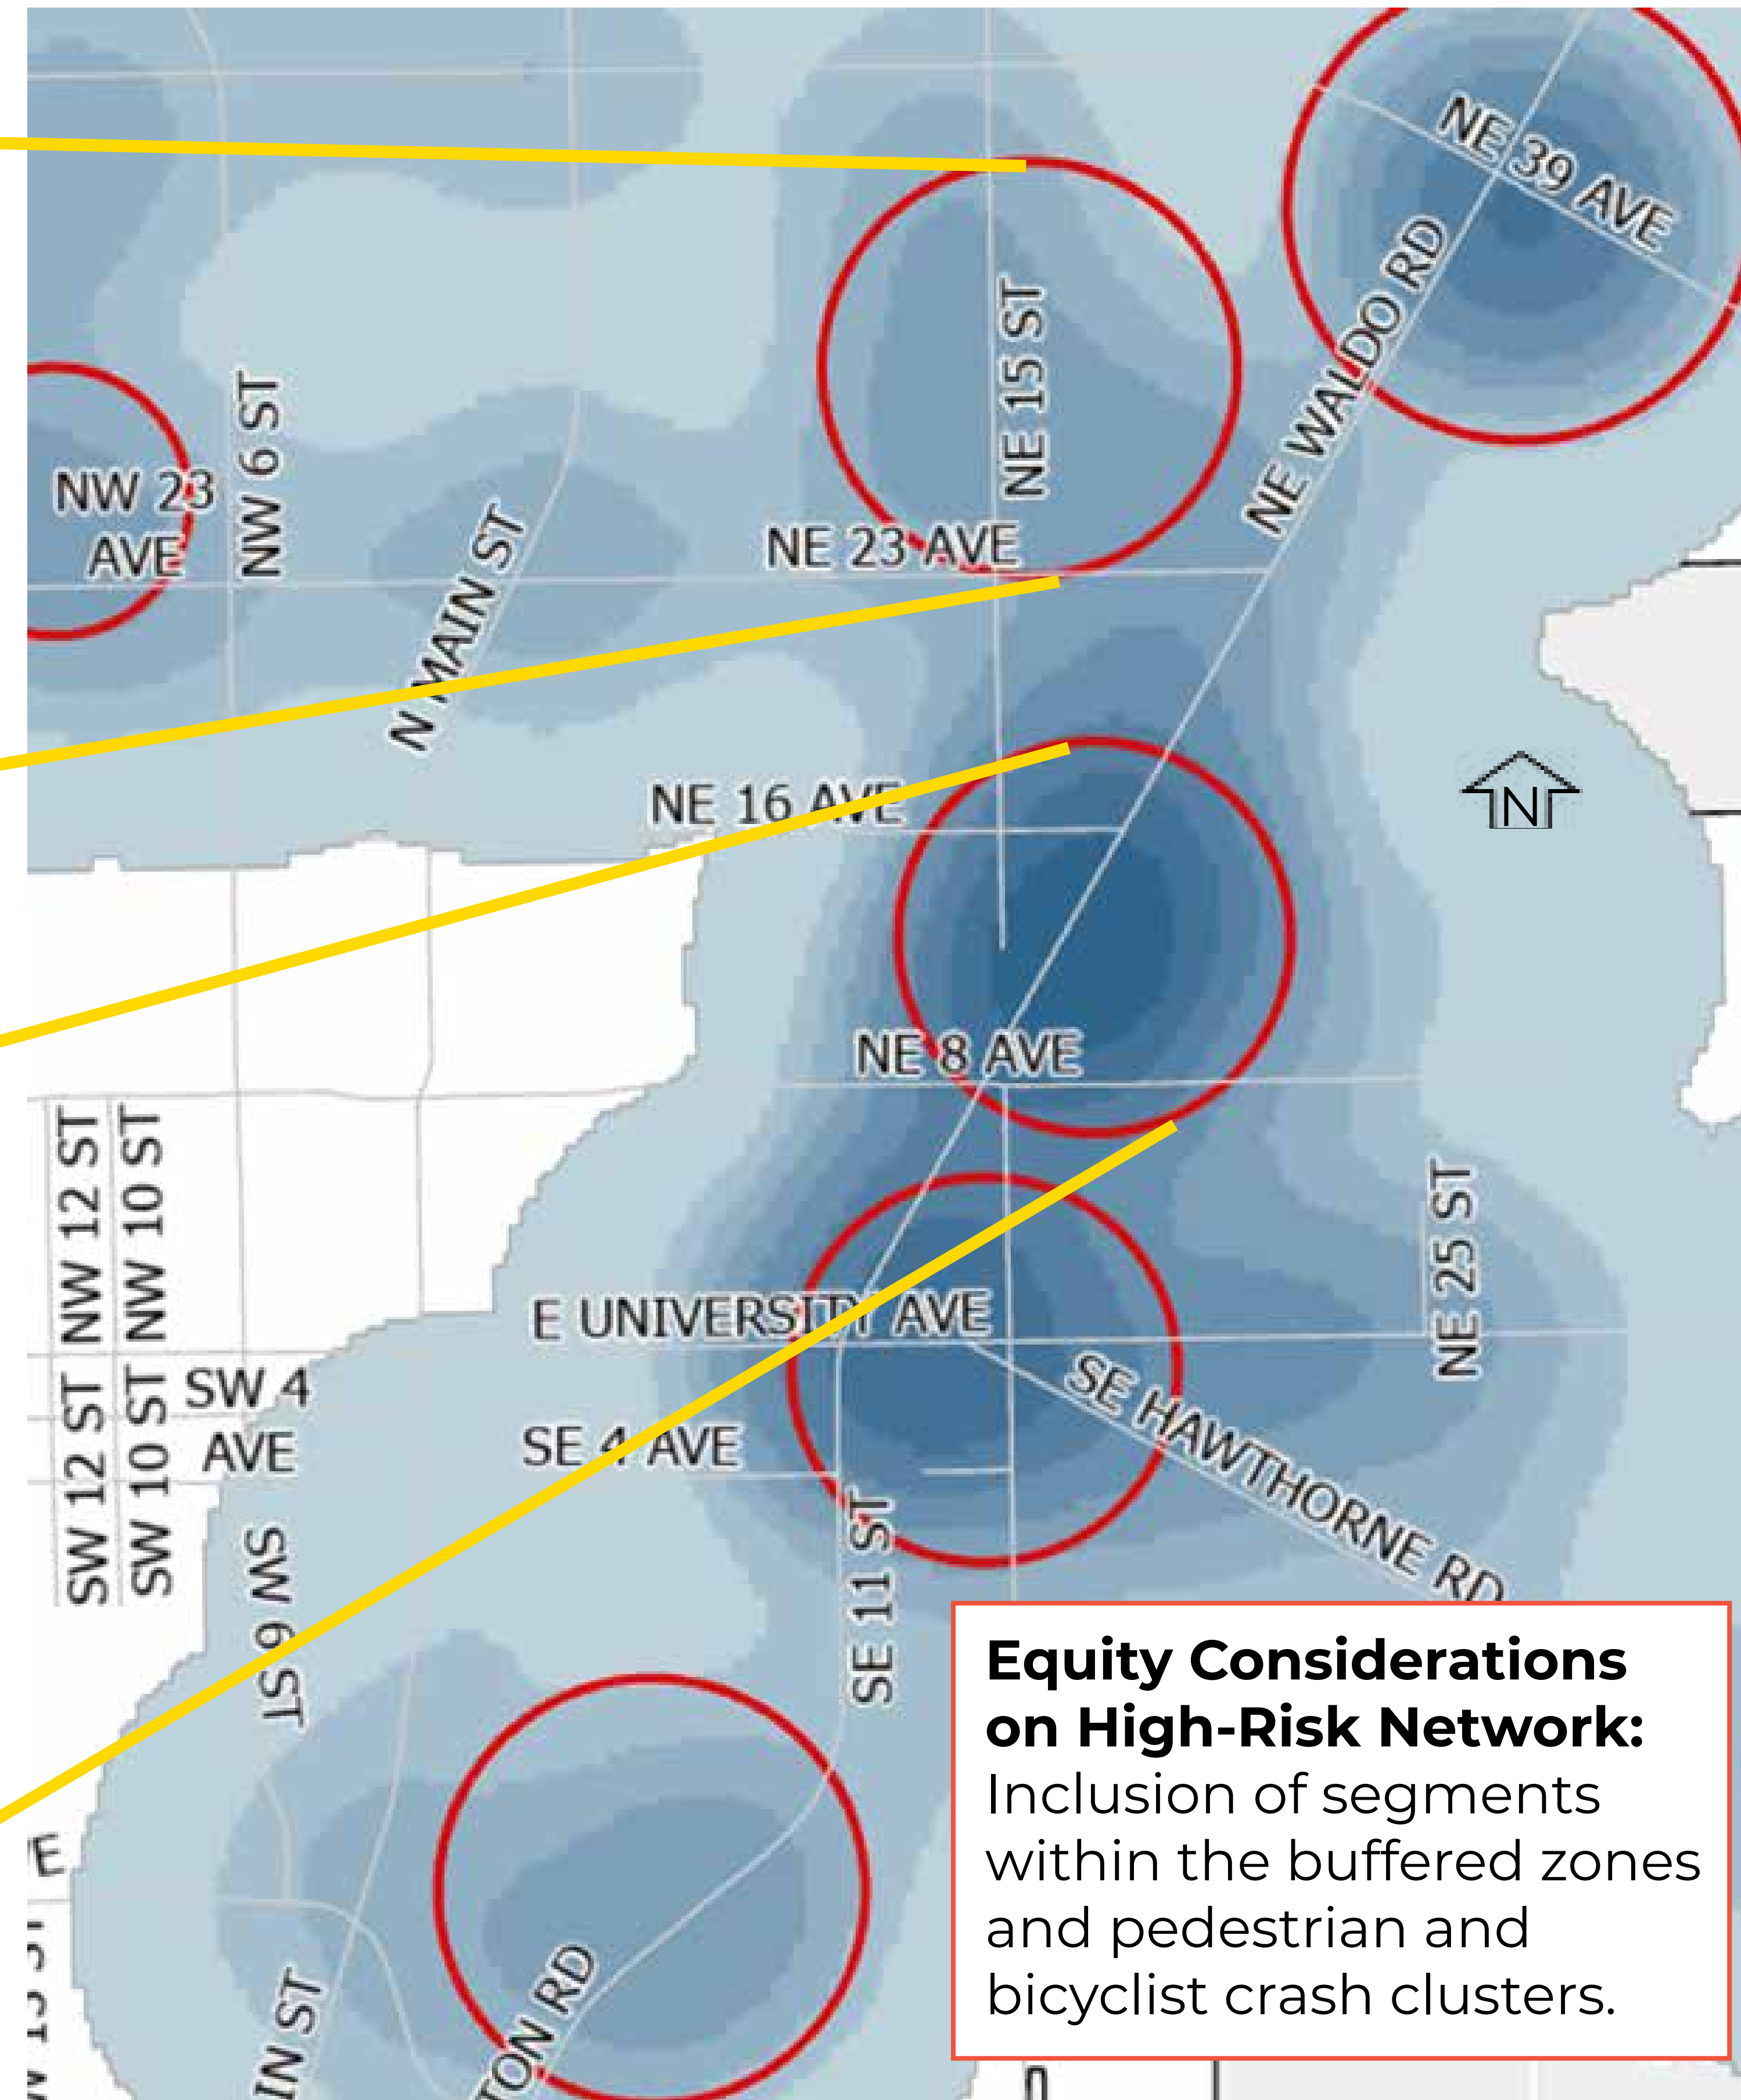 NE 39 AVE
NE WALDO RD
NE 15 ST
NW 6 ST
NW 23
AVE
NE 23 AVE
N MAIN ST
NE 16 AVE
N
NE 8 AVE
NW 12 ST
NW 10 ST
NE 25 ST
E UNIVERSITY AVE
SE HAWTHORNE RD
SW 4
AVE
SE 4 AVE
SW 12 ST
SW 10 ST
SW 6 ST
SE 11 ST
Equity Considerations
on High-Risk Network:
Inclusion of segments
within the buffered zones
and pedestrian and
bicyclist crash clusters.
E
IN ST
TON RD